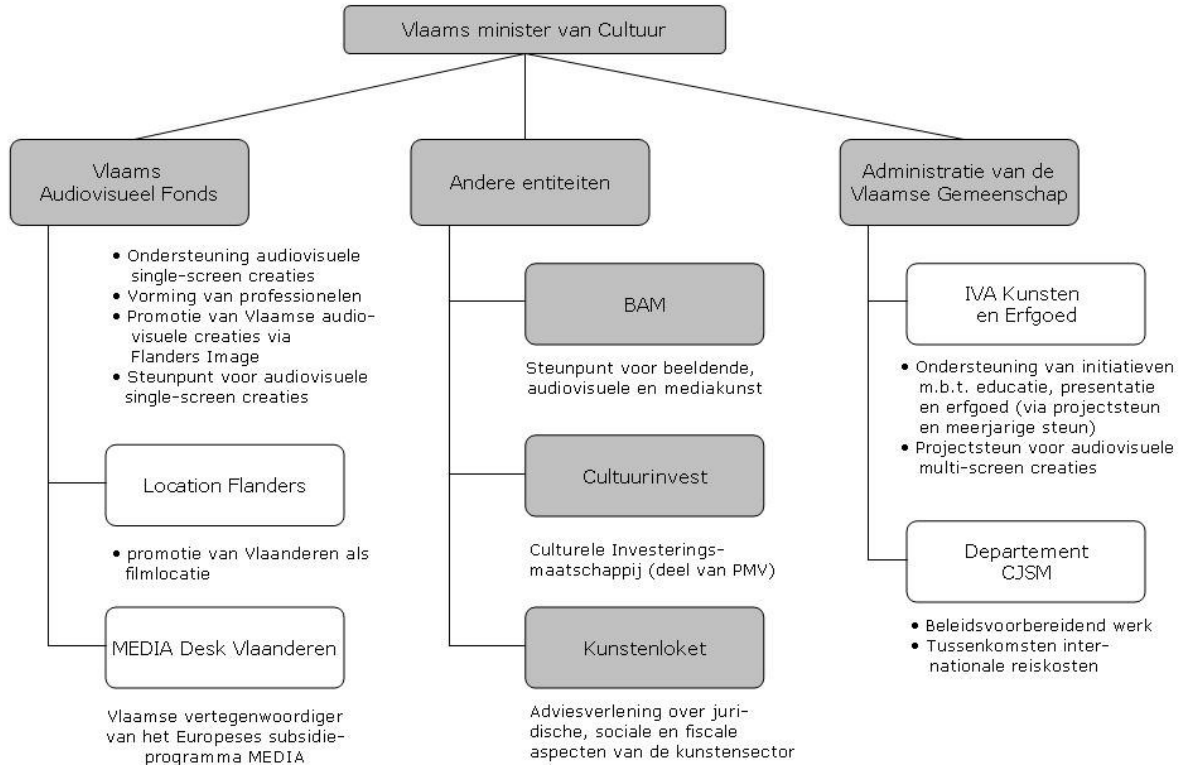 Vlaams minister van Cultuur
Vlaams
Audiovisueel Fonds
• Ondersteuning audiovisuele
single-screen creaties
• Vorming van professionelen
• Promotie van Vlaamse audio-
visuele creaties via
Flanders Image
• Steunpunt voor audiovisuele
single-screen creaties
Location Flanders
• promotie van Vlaanderen als
filmlocatie
MEDIA Desk Vlaanderen
Vlaamse vertegenwoordiger
van het Europeses subsidie-
programma MEDIA
Andere entiteiten
BAM
Steunpunt voor beeldende,
audiovisuele en mediakunst
Cultuurinvest
Culturele Investerings-
maatschappij (deel van PMV)
Kunstenloket
Adviesverlening over juri-
dische, sociale en fiscale
aspecten van de kunstensector
Administratie van de
Vlaamse Gemeenschap
IVA Kunsten
en Erfgoed
• Ondersteuning van initiatieven
m.b.t. educatie, presentatie
en erfgoed (via projectsteun
en meerjarige steun)
• Projectsteun voor audiovisuele
multi-screen creaties
Departement
CJSM
• Beleidsvoorbereidend werk
• Tussenkomsten inter-
nationale reiskosten